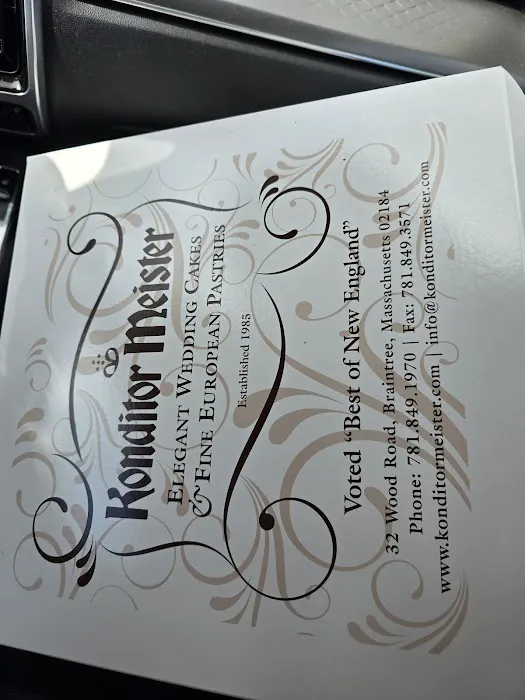 Konditor Meister
Elegant Wedding Cakes
& Fine European Pastries
Established 1985
Voted “Best of New England”
32 Wood Road, Braintree, Massachusetts 02184
Phone: 781.849.1970 | Fax: 781.849.3571
www.konditormeister.com | info@konditormeister.com